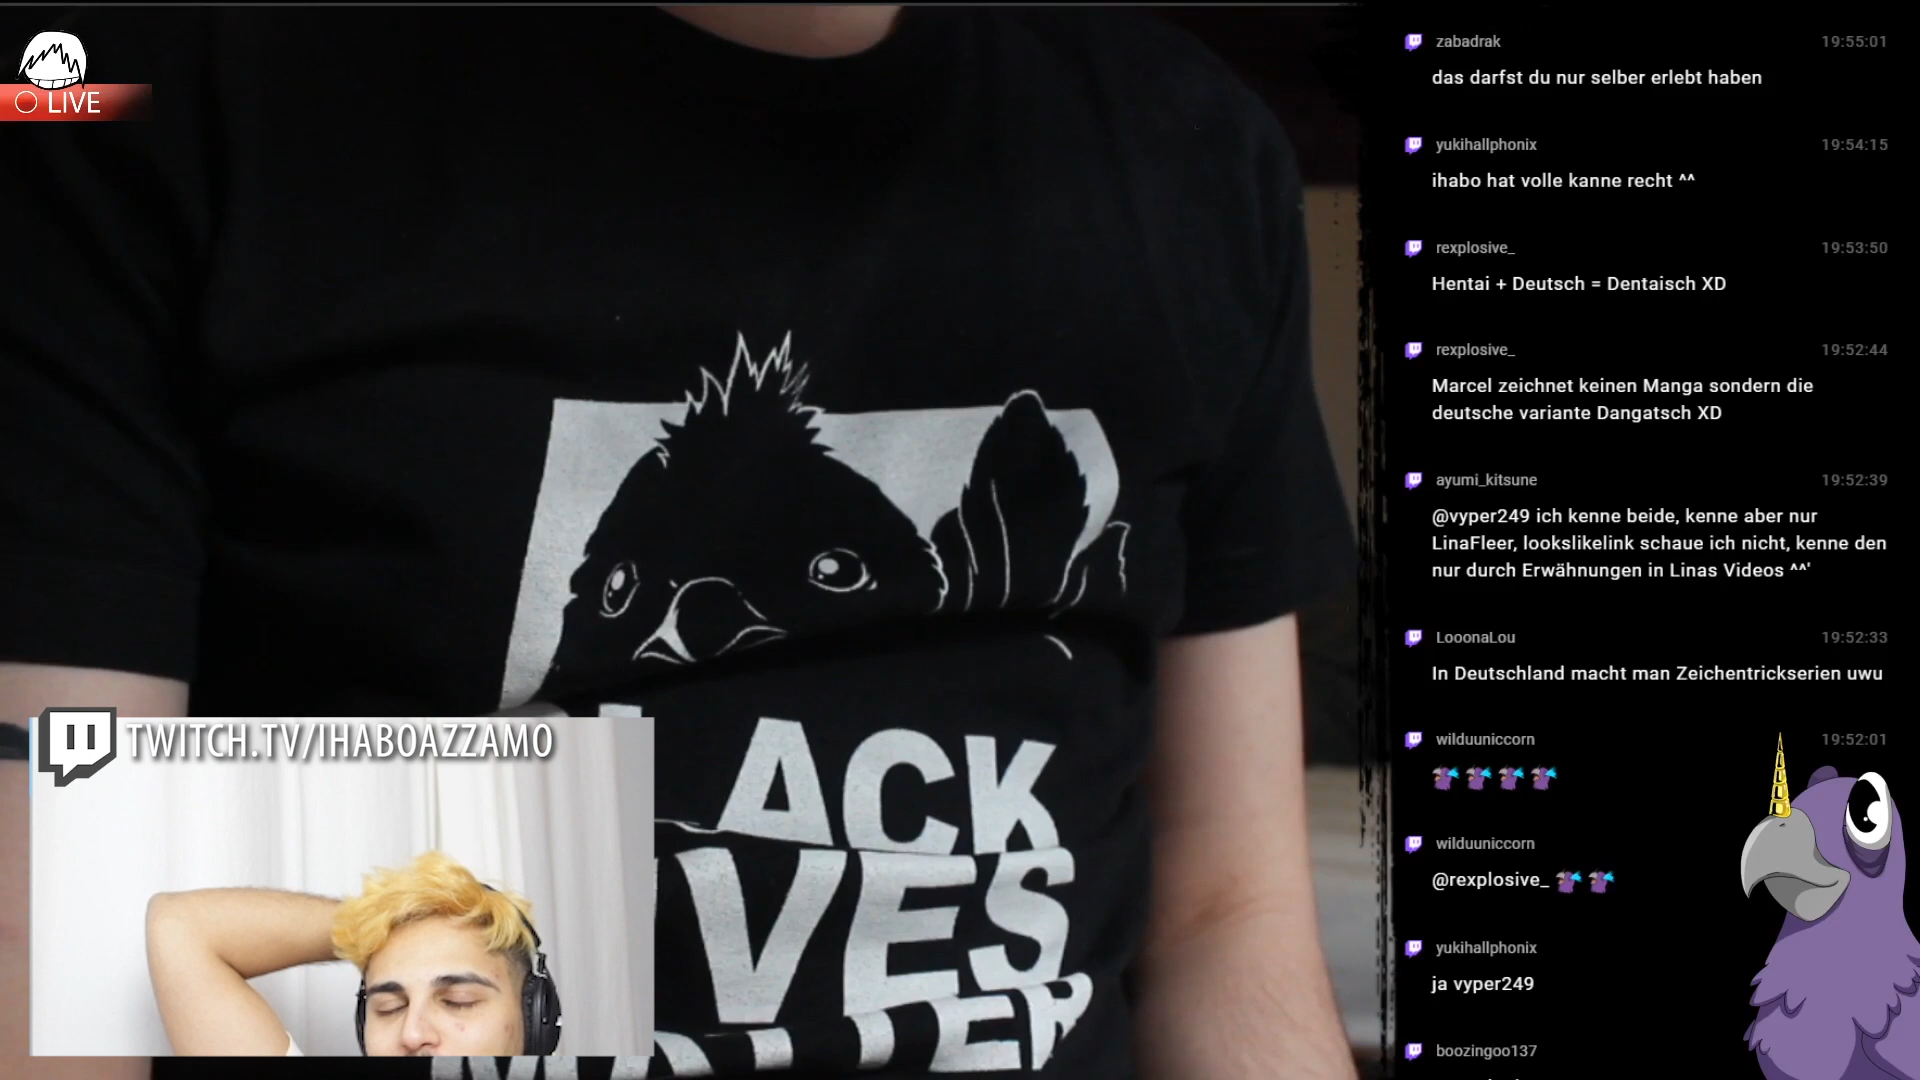 LIVE
ACK
VES
TWITCH.TV/IHABOAZZAMO
zabadrak 19:55:01
das darfst du nur selber erlebt haben
yukihallphonix 19:54:15
ihabo hat volle kanne recht ^^
rexplosive_ 19:53:50
Hentai + Deutsch = Dentaisch XD
rexplosive_ 19:52:44
Marcel zeichnet keinen Manga sondern die
deutsche variante Dangatsch XD
ayumi_kitsune 19:52:39
@vyper249 ich kenne beide, kenne aber nur
LinaFleer, lookslikelink schaue ich nicht, kenne den
nur durch Erwähnungen in Linas Videos ^^'
LooonaLou 19:52:33
In Deutschland macht man Zeichentrickserien uwu
wilduuniccorn 19:52:01
wilduuniccorn
@rexplosive_
yukihallphonix
ja vyper249
boozingoo137